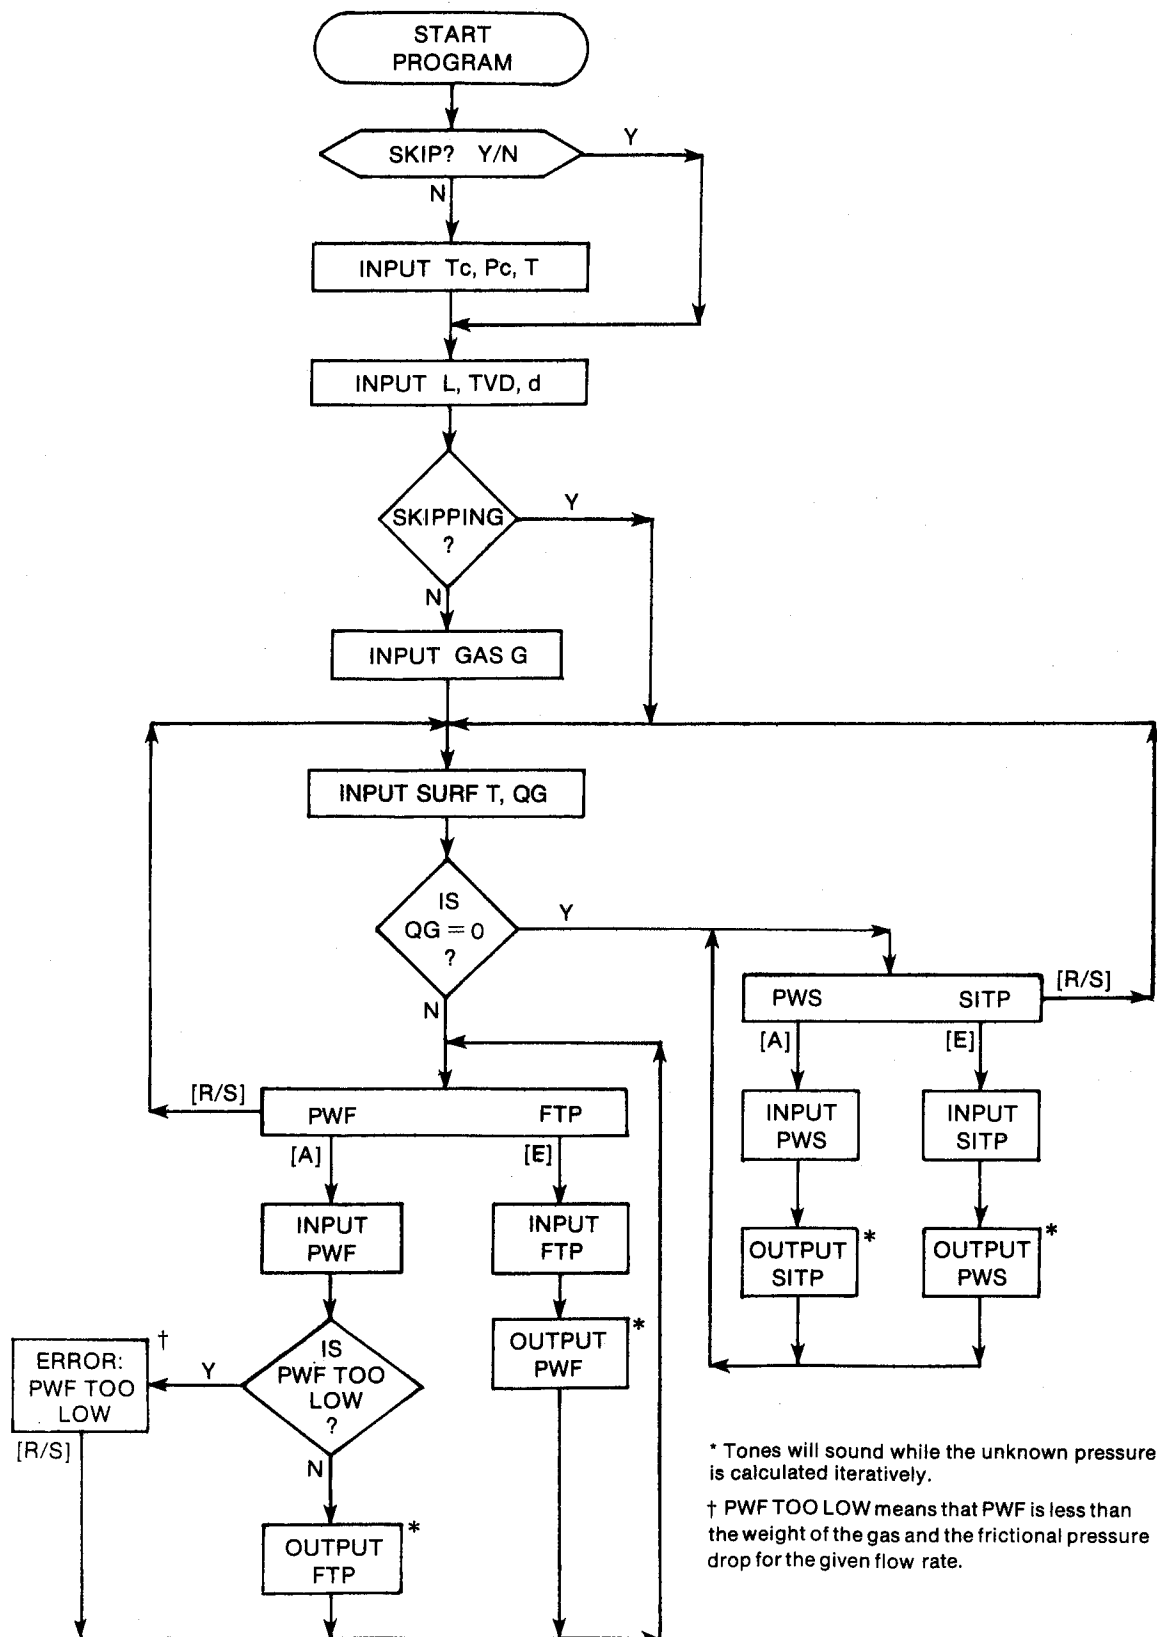 START
PROGRAM
SKIP? Y/N
Y
N
INPUT Tc, Pc, T
INPUT L, TVD, d
SKIPPING
?
Y
N
INPUT GAS G
INPUT SURF T, QG
IS
QG = 0
?
Y
N
PWS SITP
[R/S]
[A] [E]
INPUT
PWS
INPUT
SITP
OUTPUT
SITP
*
OUTPUT
PWS
*
[R/S]
PWF FTP
[A] [E]
INPUT
PWF
INPUT
FTP
OUTPUT
PWF
*
IS
PWF TOO
LOW
?
Y
†
ERROR:
PWF TOO
LOW
[R/S]
N
OUTPUT
FTP
*
* Tones will sound while the unknown pressure
is calculated iteratively.
† PWF TOO LOW means that PWF is less than
the weight of the gas and the frictional pressure
drop for the given flow rate.